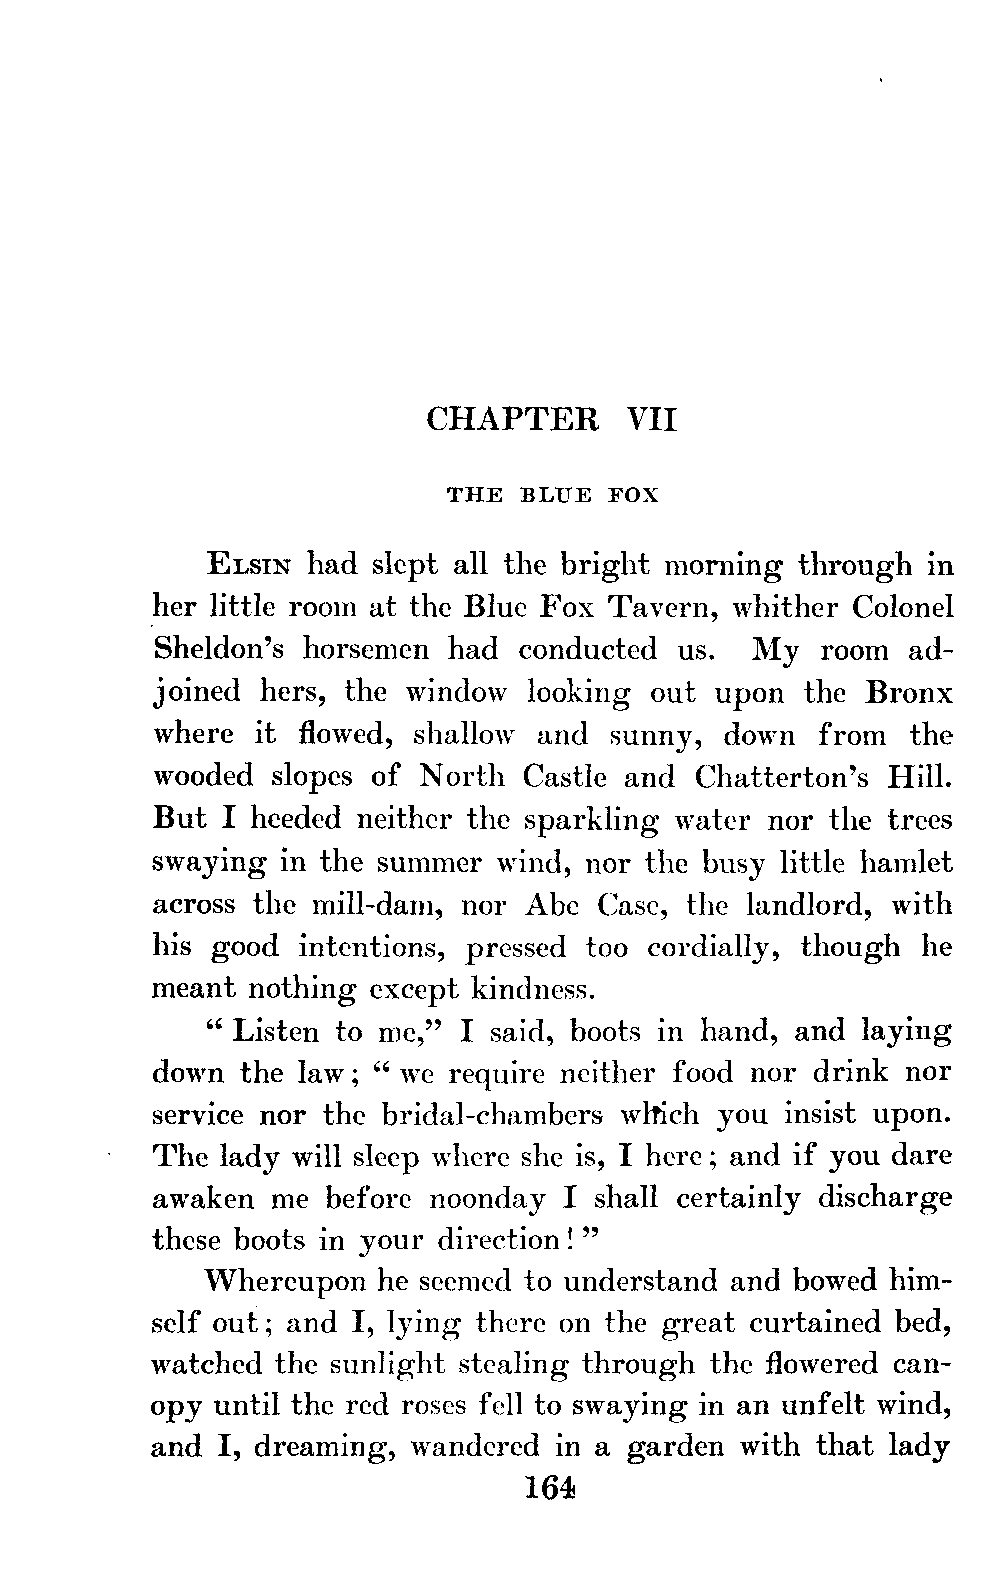 CHAPTER VII
THE BLUE FOX
Elsin had slept all the bright morning through in
her little room at the Blue Fox Tavern, whither Colonel
Sheldon's horsemen had conducted us. My room ad-
joined hers, the window looking out upon the Bronx
where it flowed, shallow and sunny, down from the
wooded slopes of North Castle and Chatterton's Hill.
But I heeded neither the sparkling water nor the trees
swaying in the summer wind, nor the busy little hamlet
across the mill-dam, nor Abe Case, the landlord, with
his good intentions, pressed too cordially, though he
meant nothing except kindness.
“ Listen to me,” I said, boots in hand, and laying
down the law; “ we require neither food nor drink nor
service nor the bridal-chambers which you insist upon.
The lady will sleep where she is, I here; and if you dare
awaken me before noonday I shall certainly discharge
these boots in your direction! ”
Whereupon he seemed to understand and bowed him-
self out; and I, lying there on the great curtained bed,
watched the sunlight stealing through the flowered can-
opy until the red roses fell to swaying in an unfelt wind,
and I, dreaming, wandered in a garden with that lady
164